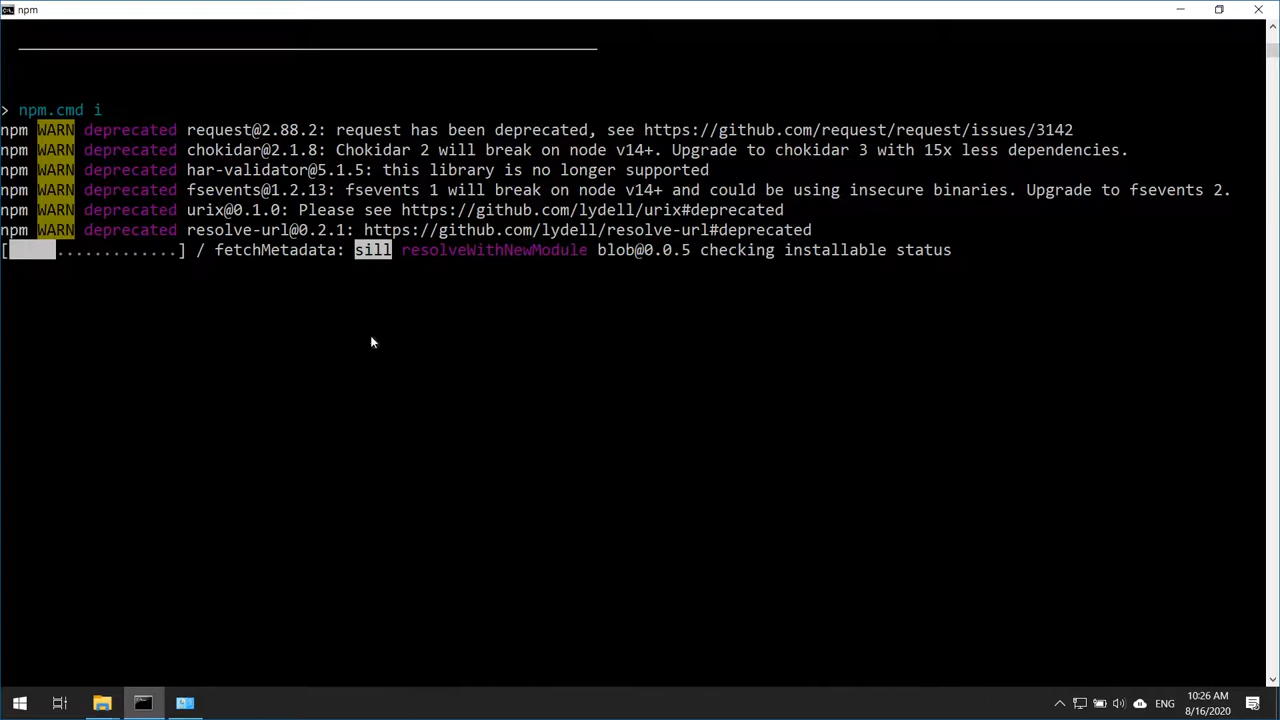 npm
> npm.cmd i
npm WARN deprecated request@2.88.2: request has been deprecated, see https://github.com/request/request/issues/3142
npm WARN deprecated chokidar@2.1.8: Chokidar 2 will break on node v14+. Upgrade to chokidar 3 with 15x less dependencies.
npm WARN deprecated har-validator@5.1.5: this library is no longer supported
npm WARN deprecated fsevents@1.2.13: fsevents 1 will break on node v14+ and could be using insecure binaries. Upgrade to fsevents 2.
npm WARN deprecated urix@0.1.0: Please see https://github.com/lydell/urix#deprecated
npm WARN deprecated resolve-url@0.2.1: https://github.com/lydell/resolve-url#deprecated
[.............] / fetchMetadata: sill resolveWithNewModule blob@0.0.5 checking installable status
ENG
10:26 AM
8/16/2020